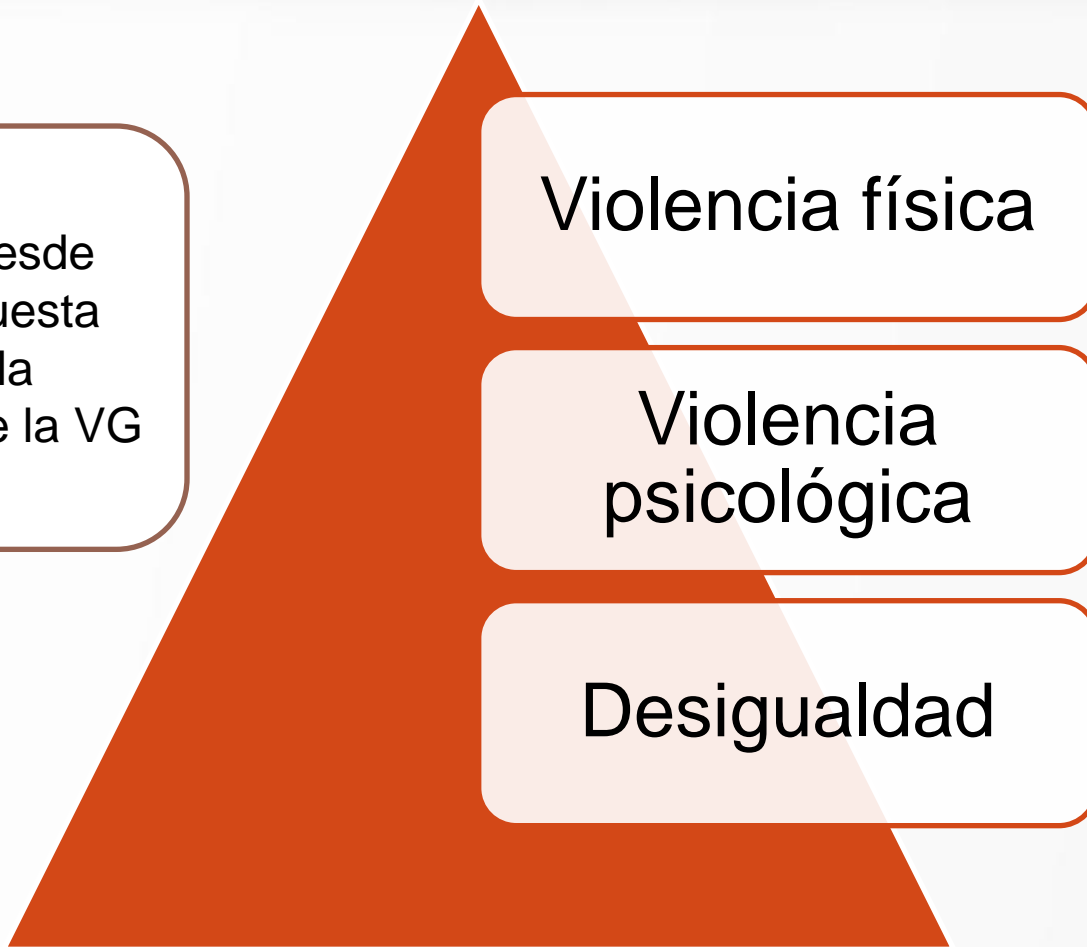 esde
uesta
la
e la VG
Violencia física
Violencia
psicológica
Desigualdad